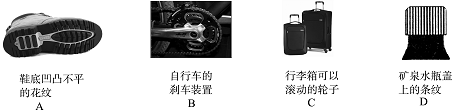 鞋底凹凸不平
的花纹
A
自行车的
刹车装置
B
行李箱可以
滚动的轮子
C
矿泉水瓶盖
上的条纹
D